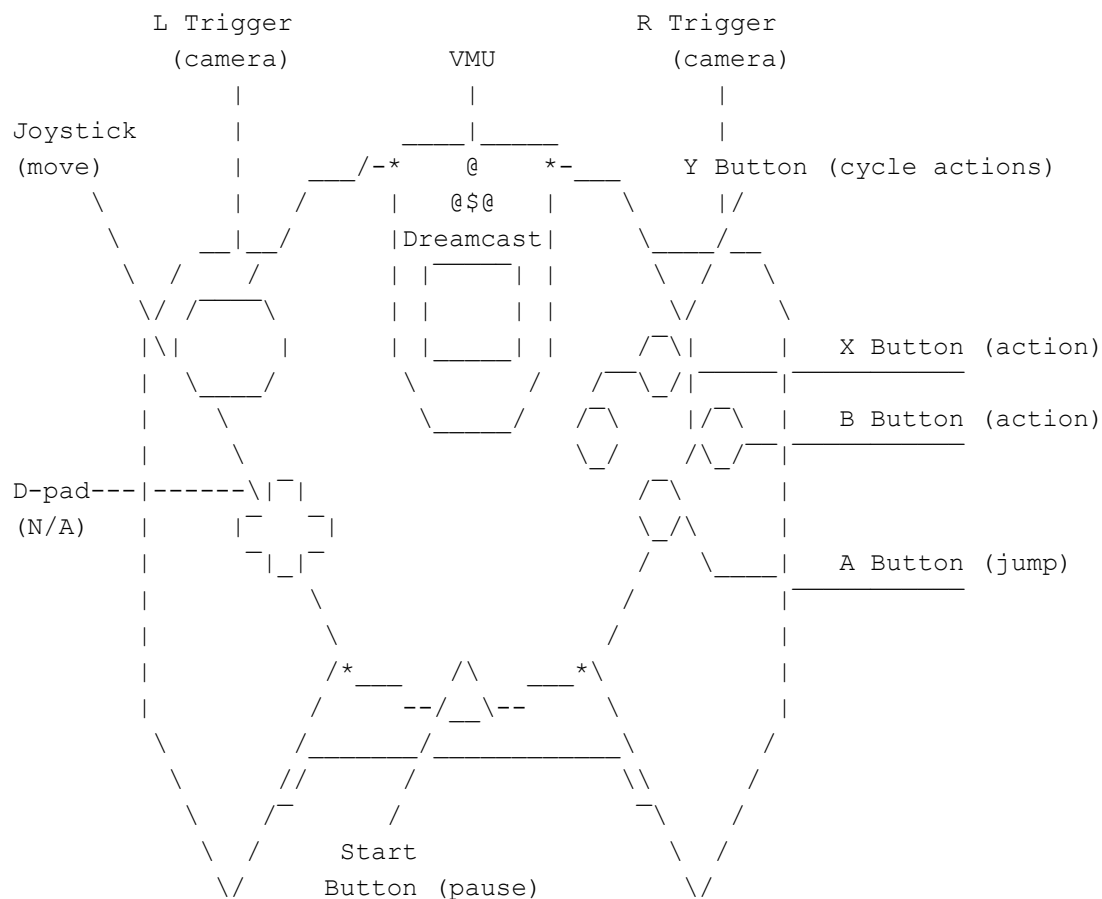 L Trigger
R Trigger
(camera)
VMU
(camera)
Joystick
(move)
Y Button (cycle actions)
Dreamcast
X Button (action)
B Button (action)
D-pad
(N/A)
A Button (jump)
Start
Button (pause)